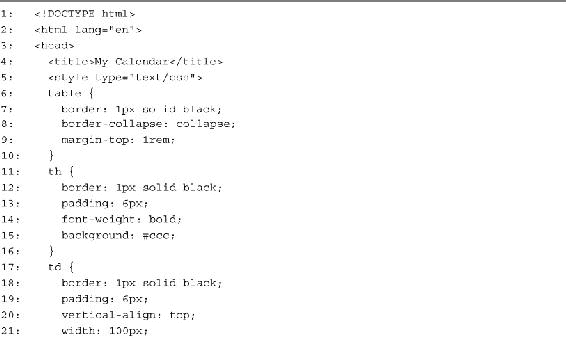 1: <!DOCTYPE html>
2: <html lang="en">
3: <head>
4: <title>My Calendar</title>
5: <style type="text/css">
6: table {
7: border: 1px so id black;
8: border-collapse: collapse;
9: margin-top: 1rem;
10: }
11: th {
12: border: 1px solid black;
13: padding: 6px;
14: font-weight: bold;
15: background: #ccc;
16: }
17: td {
18: border: 1px solid black;
19: padding: 6px;
20: vertical-align: top;
21: width: 100px;